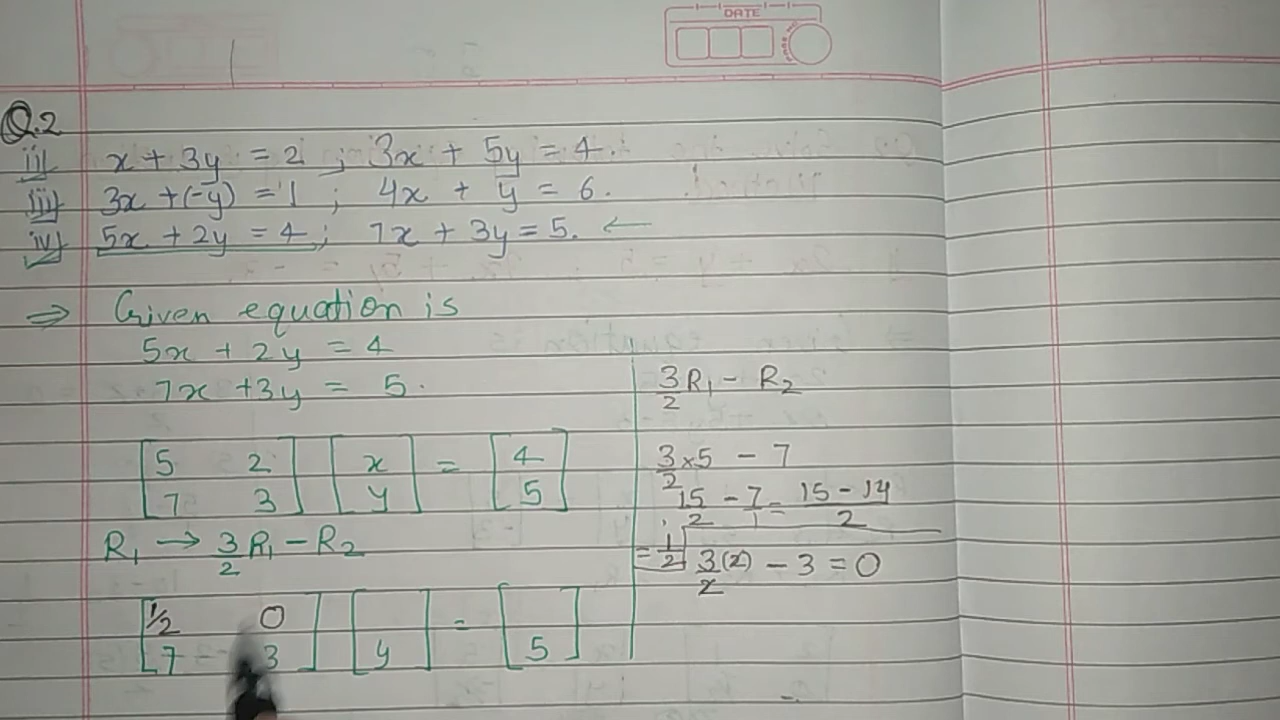 DATE
Q.2
ii) x + 3y = 2 ; 3x + 5y = 4.
iii) 3x + (-y) = 1 ; 4x + y = 6.
iv) 5x + 2y = 4 ; 7x + 3y = 5. ←
⇒ Given equation is
5x + 2y = 4
7x + 3y = 5.
[5 2] [x] = [4]
[7 3] [y] [5]
R₁ → 3/2 R₁ - R₂
[1/2 0] [ ] = [ ]
[7 3] [y] [5]
3/2 R₁ - R₂
3/2 × 5 - 7
15/2 - 7/1 = 15 - 14/2
= 1/2
3/2 (2) - 3 = 0